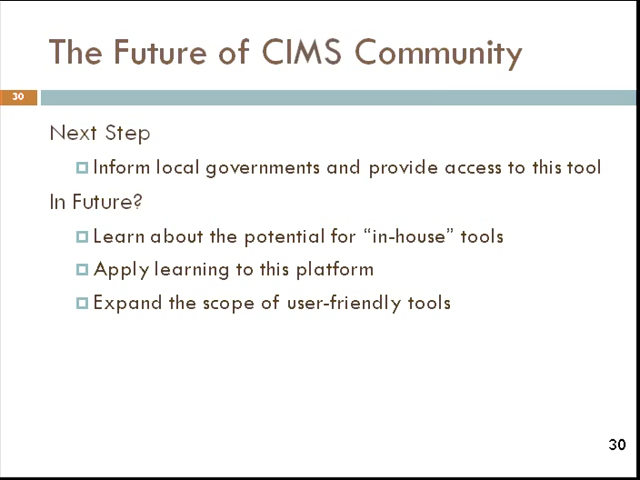 The Future of CIMS Community
30
Next Step
Inform local governments and provide access to this tool
In Future?
Learn about the potential for “in-house” tools
Apply learning to this platform
Expand the scope of user-friendly tools
30